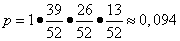 p = 1 • 39/52 • 26/52 • 13/52 ≈ 0,094